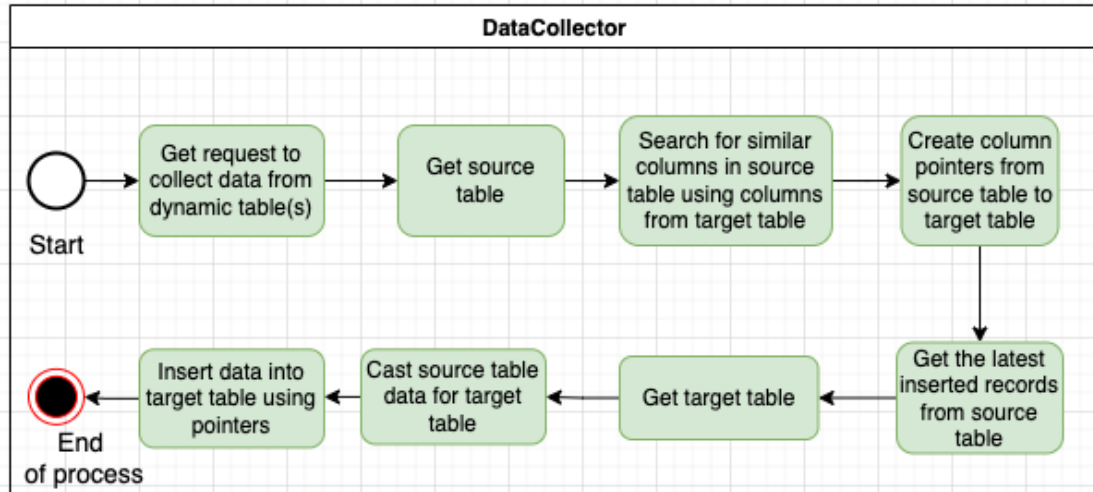 DataCollector
Start
Get request to
collect data from
dynamic table(s)
Get source
table
Search for similar
columns in source
table using columns
from target table
Create column
pointers from
source table to
target table
Get the latest
inserted records
from source
table
Get target table
Cast source table
data for target
table
Insert data into
target table using
pointers
End
of process